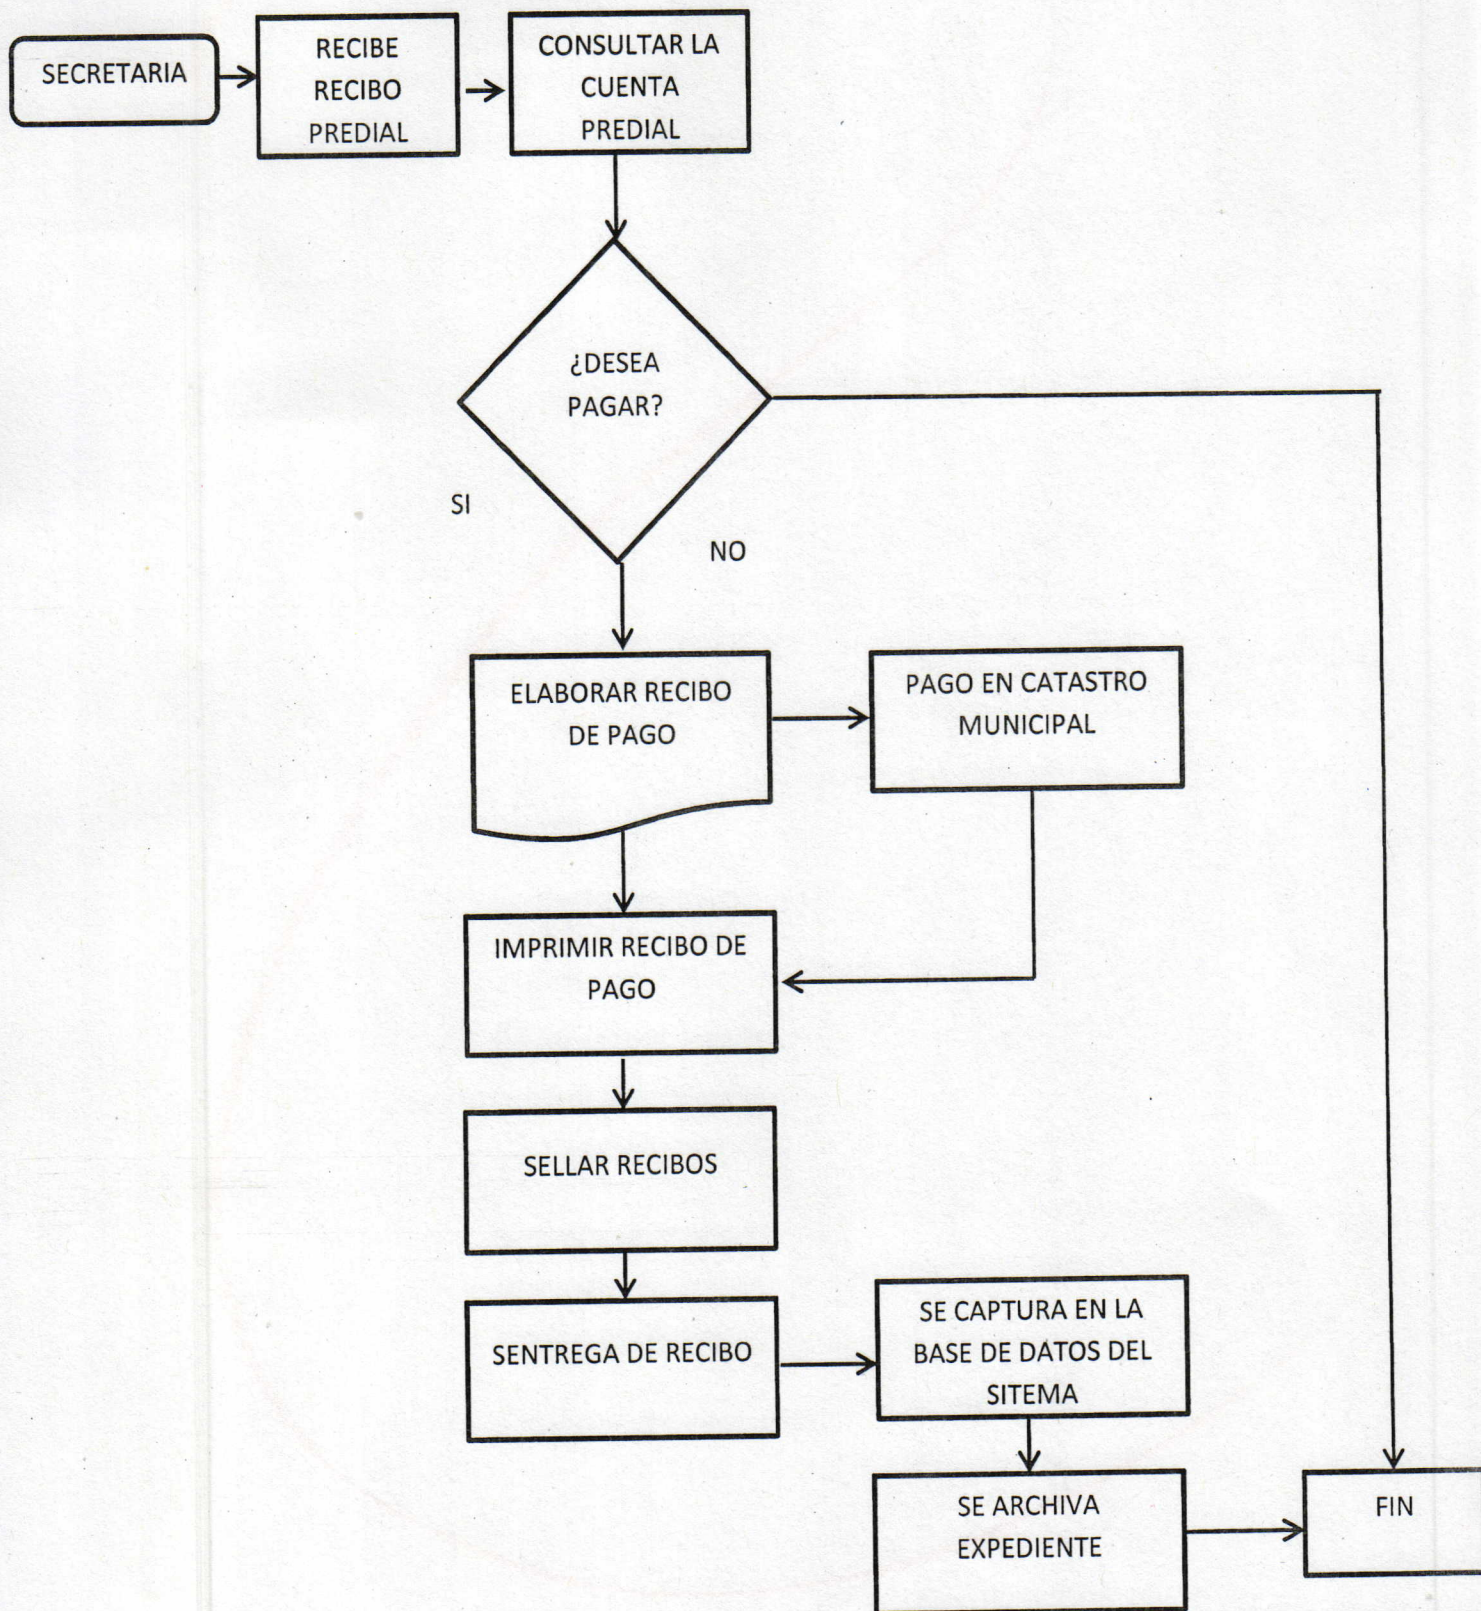 SECRETARIA
RECIBE
RECIBO
PREDIAL
CONSULTAR LA
CUENTA
PREDIAL
¿DESEA
PAGAR?
SI
NO
ELABORAR RECIBO
DE PAGO
PAGO EN CATASTRO
MUNICIPAL
IMPRIMIR RECIBO DE
PAGO
SELLAR RECIBOS
SENTREGA DE RECIBO
SE CAPTURA EN LA
BASE DE DATOS DEL
SITEMA
SE ARCHIVA
EXPEDIENTE
FIN